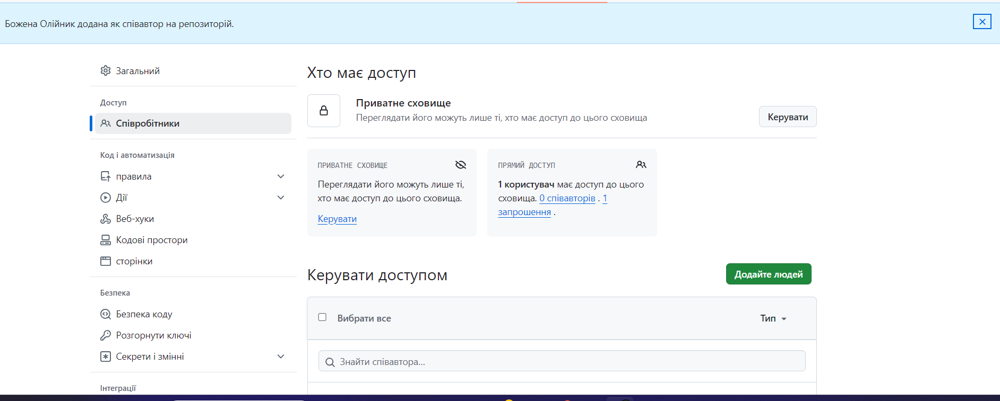 Божена Олійник додана як співавтор на репозиторій.
Загальний
Доступ
Співробітники
Код і автоматизація
правила
Дії
Веб-хуки
Кодові простори
сторінки
Безпека
Безпека коду
Розгорнути ключі
Секрети і змінні
Інтеграції
Хто має доступ
Приватне сховище
Переглядати його можуть лише ті, хто має доступ до цього сховища
Керувати
ПРИВАТНЕ СХОВИЩЕ
Переглядати його можуть лише ті,
хто має доступ до цього сховища.
Керувати
ПРЯМИЙ ДОСТУП
1 користувач має доступ до цього
сховища. 0 співавторів . 1
запрошення .
Керувати доступом
Додайте людей
Вибрати все
Тип
Знайти співавтора...